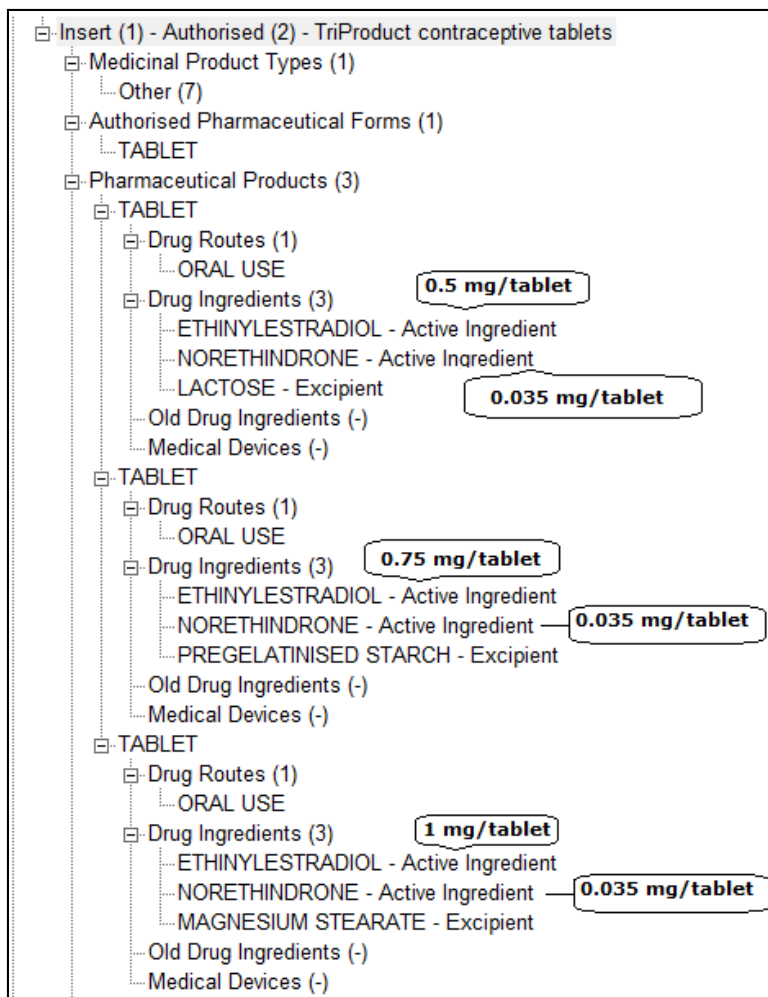 Insert (1) - Authorised (2) - TriProduct contraceptive tablets
Medicinal Product Types (1)
Other (7)
Authorised Pharmaceutical Forms (1)
TABLET
Pharmaceutical Products (3)
TABLET
Drug Routes (1)
ORAL USE
Drug Ingredients (3)
0.5 mg/tablet
ETHINYLESTRADIOL - Active Ingredient
NORETHINDRONE - Active Ingredient
LACTOSE - Excipient
0.035 mg/tablet
Old Drug Ingredients (-)
Medical Devices (-)
TABLET
Drug Routes (1)
ORAL USE
Drug Ingredients (3)
0.75 mg/tablet
ETHINYLESTRADIOL - Active Ingredient
NORETHINDRONE - Active Ingredient
0.035 mg/tablet
PREGELATINISED STARCH - Excipient
Old Drug Ingredients (-)
Medical Devices (-)
TABLET
Drug Routes (1)
ORAL USE
Drug Ingredients (3)
1 mg/tablet
ETHINYLESTRADIOL - Active Ingredient
NORETHINDRONE - Active Ingredient
0.035 mg/tablet
MAGNESIUM STEARATE - Excipient
Old Drug Ingredients (-)
Medical Devices (-)